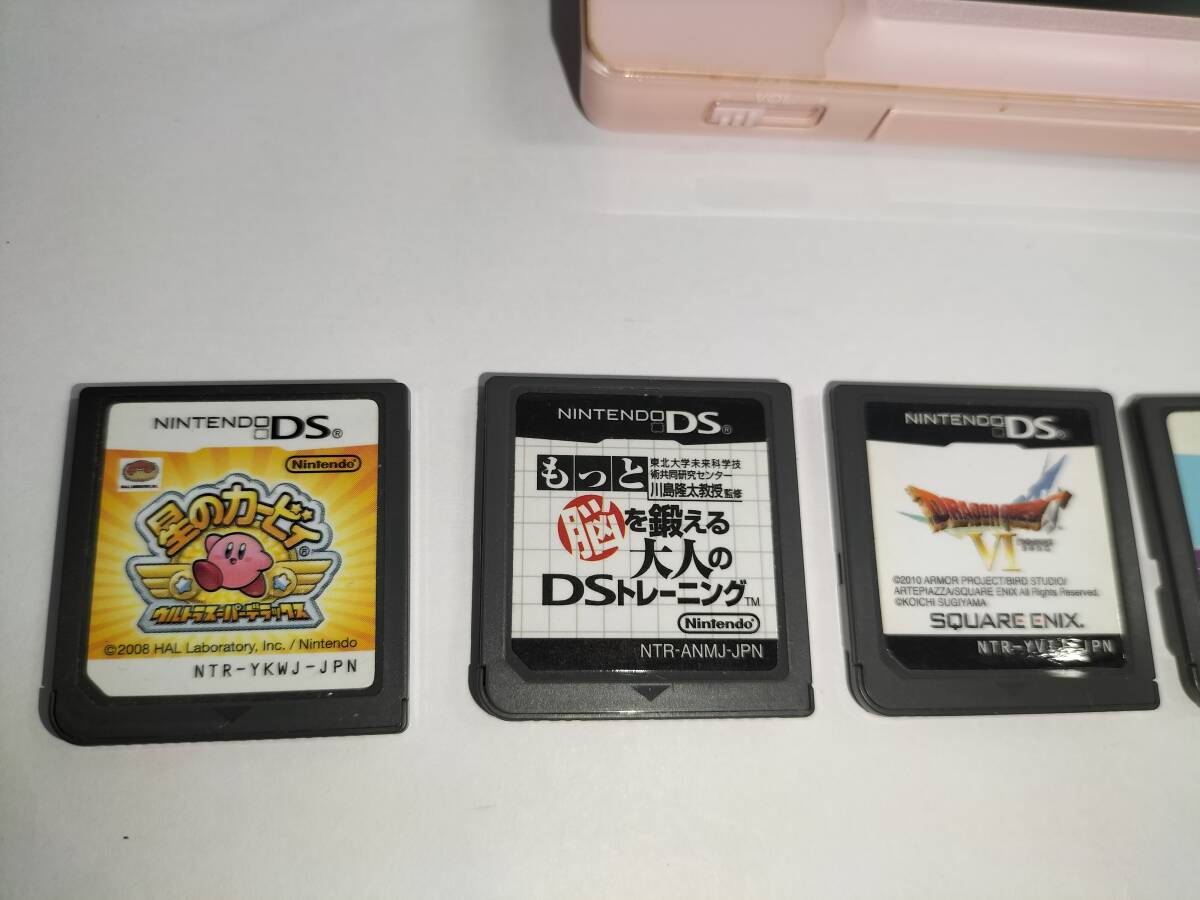 VOL
NINTENDO DS®
Nintendo
星のカービィ®
ウルトラスーパーデラックス
©2008 HAL Laboratory, Inc. / Nintendo
NTR-YKWJ-JPN
NINTENDO DS®
もっと
東北大学未来科学技
術共同研究センター
川島隆太教授監修
脳を鍛える
大人の
DSトレーニング™
Nintendo
NTR-ANMJ-JPN
NINTENDO DS®
DRAGON QUEST
VI
©2010 ARMOR PROJECT/BIRD STUDIO/
ARTEPIAZZA/SQUARE ENIX All Rights Reserved.
©KOICHI SUGIYAMA
SQUARE ENIX.